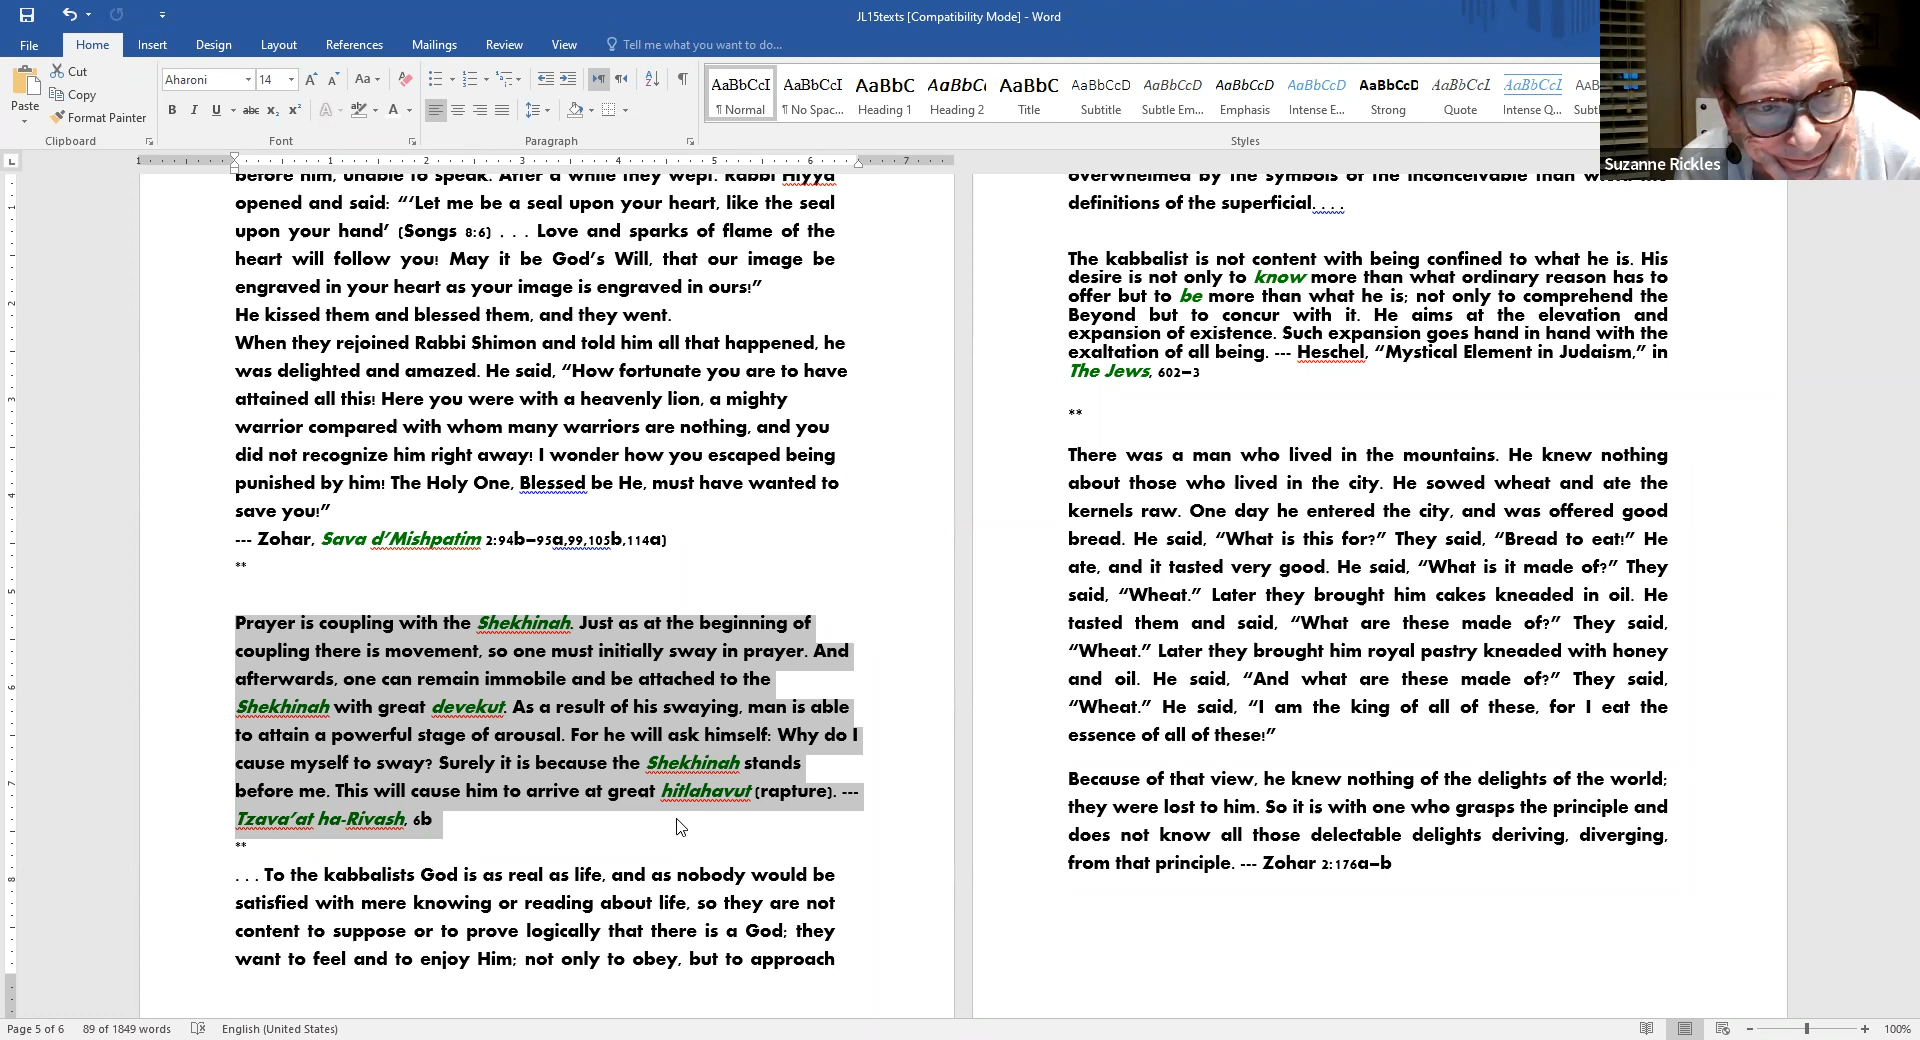 JL15texts [Compatibility Mode] - Word
File Home Insert Design Layout References Mailings Review View Tell me what you want to do...
Paste
Cut
Copy
Format Painter
Aharoni 14
Clipboard Font Paragraph Styles
AaBbCcI AaBbCcI AaBbC AaBbCc AaBbC AaBbCcD AaBbCcD AaBbCcD AaBbCcD AaBbCcD AaBbCcI AaBbCcI AaB
¶ Normal ¶ No Spac... Heading 1 Heading 2 Title Subtitle Subtle Em... Emphasis Intense E... Strong Quote Intense Q...
Suzanne Rickles
before him, unable to speak. After a while they wept. Rabbi Hiyya
opened and said: “‘Let me be a seal upon your heart, like the seal
upon your hand’ (Songs 8:6) . . . Love and sparks of flame of the
heart will follow you! May it be God’s Will, that our image be
engraved in your heart as your image is engraved in ours!”
He kissed them and blessed them, and they went.
When they rejoined Rabbi Shimon and told him all that happened, he
was delighted and amazed. He said, “How fortunate you are to have
attained all this! Here you were with a heavenly lion, a mighty
warrior compared with whom many warriors are nothing, and you
did not recognize him right away! I wonder how you escaped being
punished by him! The Holy One, Blessed be He, must have wanted to
save you!”
--- Zohar, Sava d’Mishpatim 2:94b–95a,99,105b,114a)
**
Prayer is coupling with the Shekhinah. Just as at the beginning of
coupling there is movement, so one must initially sway in prayer. And
afterwards, one can remain immobile and be attached to the
Shekhinah with great devekut. As a result of his swaying, man is able
to attain a powerful stage of arousal. For he will ask himself: Why do I
cause myself to sway? Surely it is because the Shekhinah stands
before me. This will cause him to arrive at great hitlahavut (rapture). ---
Tzava’at ha-Rivash, 6b
**
. . . To the kabbalists God is as real as life, and as nobody would be
satisfied with mere knowing or reading about life, so they are not
content to suppose or to prove logically that there is a God; they
want to feel and to enjoy Him; not only to obey, but to approach
overwhelmed by the symbols of the inconceivable than
definitions of the superficial. . . .
The kabbalist is not content with being confined to what he is. His
desire is not only to know more than what ordinary reason has to
offer but to be more than what he is; not only to comprehend the
Beyond but to concur with it. He aims at the elevation and
expansion of existence. Such expansion goes hand in hand with the
exaltation of all being. --- Heschel, “Mystical Element in Judaism,” in
The Jews, 602–3
**
There was a man who lived in the mountains. He knew nothing
about those who lived in the city. He sowed wheat and ate the
kernels raw. One day he entered the city, and was offered good
bread. He said, “What is this for?” They said, “Bread to eat!” He
ate, and it tasted very good. He said, “What is it made of?” They
said, “Wheat.” Later they brought him cakes kneaded in oil. He
tasted them and said, “What are these made of?” They said,
“Wheat.” Later they brought him royal pastry kneaded with honey
and oil. He said, “And what are these made of?” They said,
“Wheat.” He said, “I am the king of all of these, for I eat the
essence of all of these!”
Because of that view, he knew nothing of the delights of the world;
they were lost to him. So it is with one who grasps the principle and
does not know all those delectable delights deriving, diverging,
from that principle. --- Zohar 2:176a–b
Page 5 of 6 89 of 1849 words English (United States) 100%